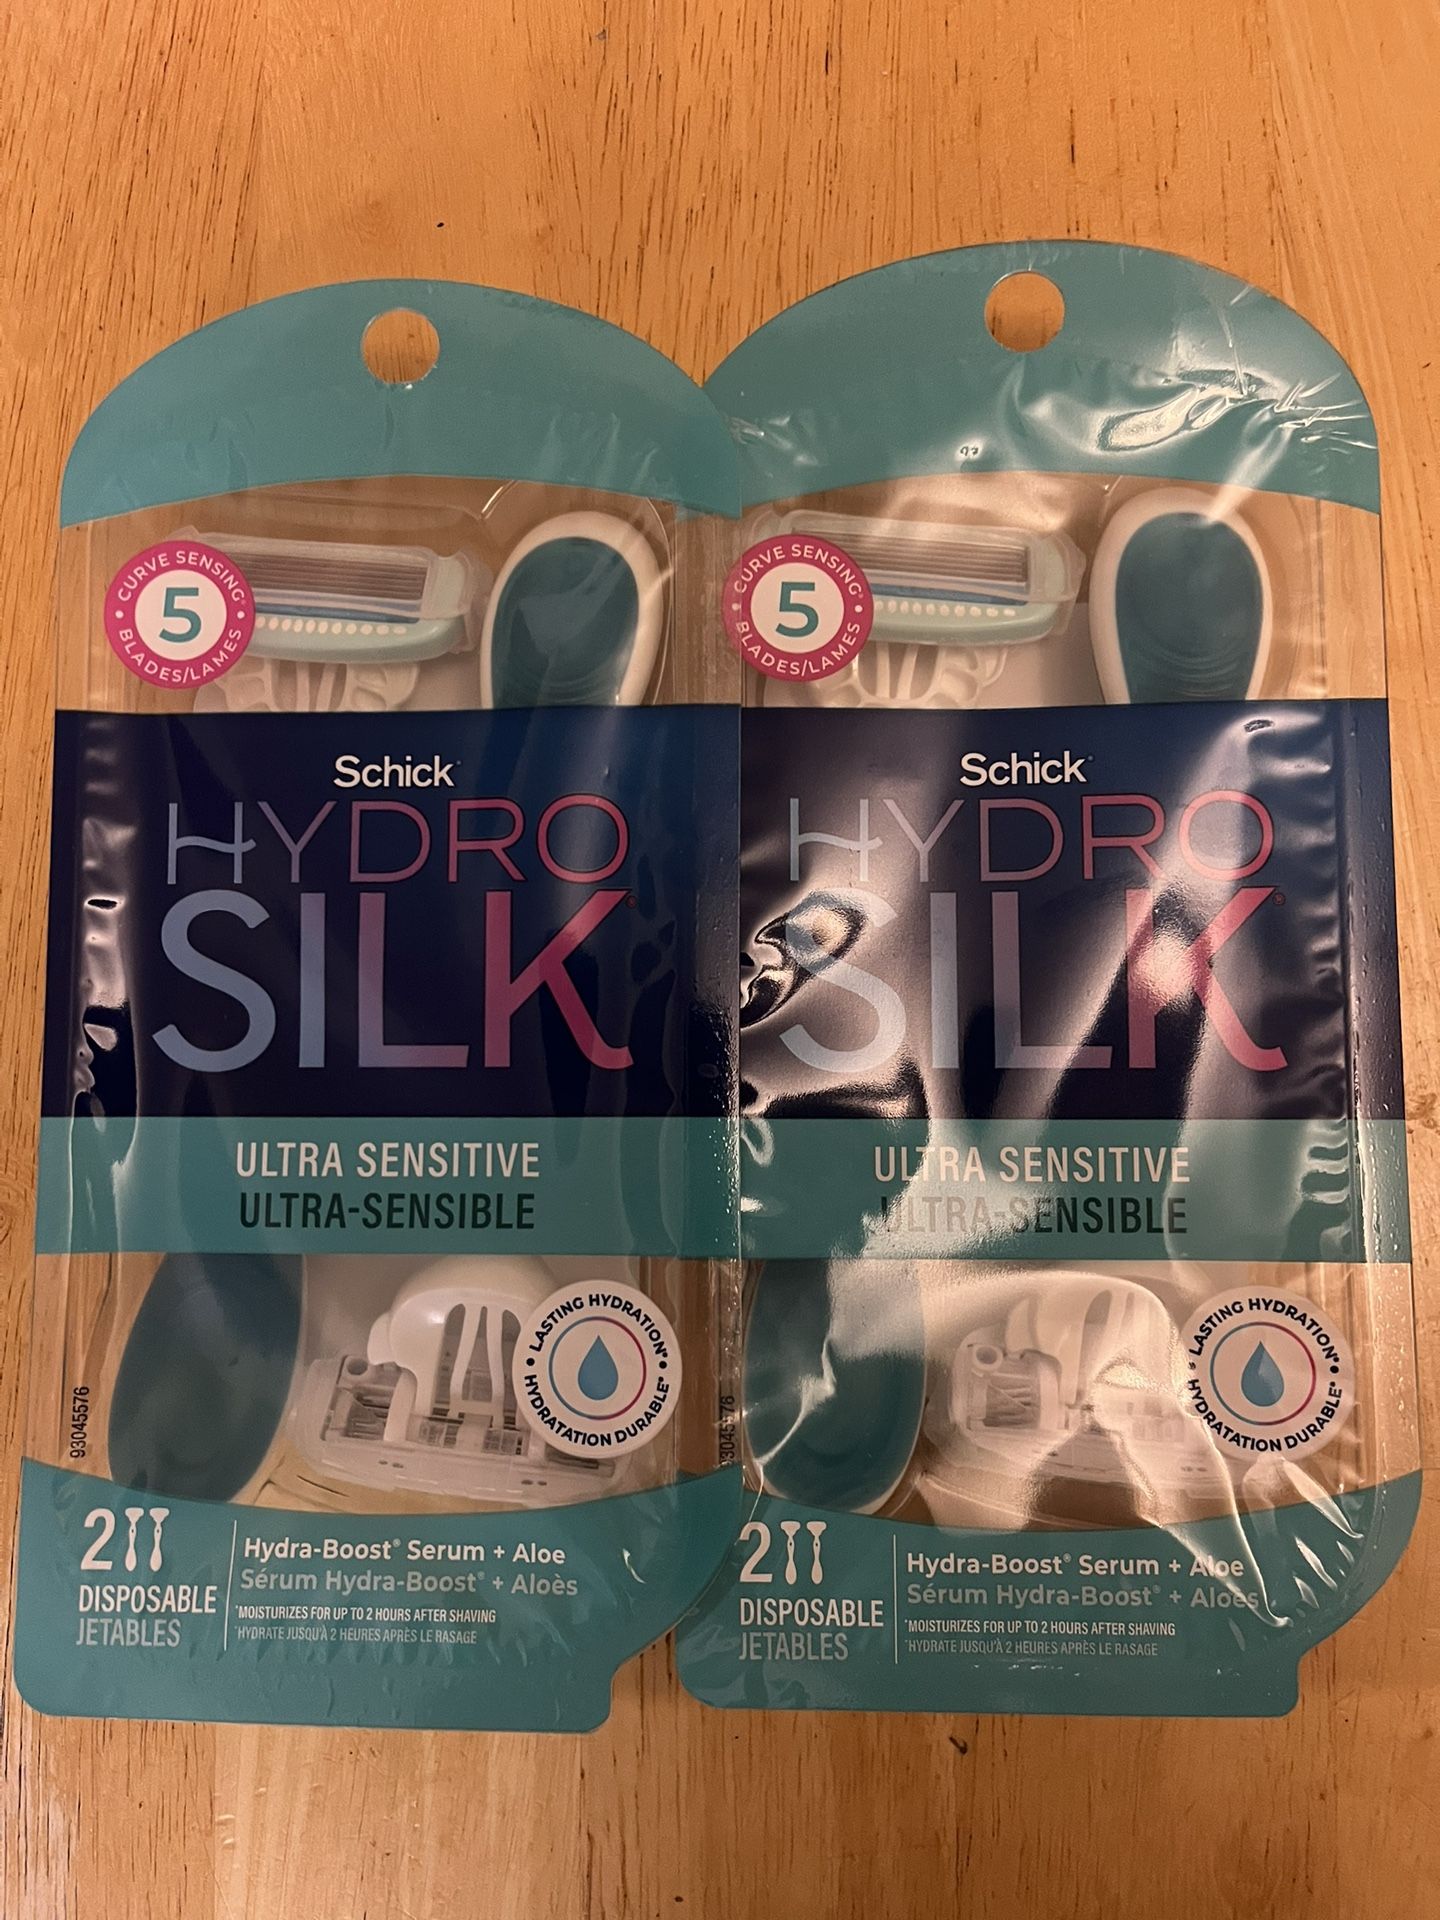 CURVE SENSING®
5
BLADES/LAMES
Schick®
HYDRO
SILK®
ULTRA SENSITIVE
ULTRA-SENSIBLE
LASTING HYDRATION*
HYDRATATION DURABLE*
93045576
2
DISPOSABLE
JETABLES
Hydra-Boost® Serum + Aloe
Sérum Hydra-Boost® + Aloès
*MOISTURIZES FOR UP TO 2 HOURS AFTER SHAVING
*HYDRATE JUSQU'À 2 HEURES APRÈS LE RASAGE
CURVE SENSING®
5
BLADES/LAMES
Schick®
HYDRO
SILK®
ULTRA SENSITIVE
ULTRA-SENSIBLE
LASTING HYDRATION*
HYDRATATION DURABLE*
93045576
2
DISPOSABLE
JETABLES
Hydra-Boost® Serum + Aloe
Sérum Hydra-Boost® + Aloès
*MOISTURIZES FOR UP TO 2 HOURS AFTER SHAVING
*HYDRATE JUSQU'À 2 HEURES APRÈS LE RASAGE